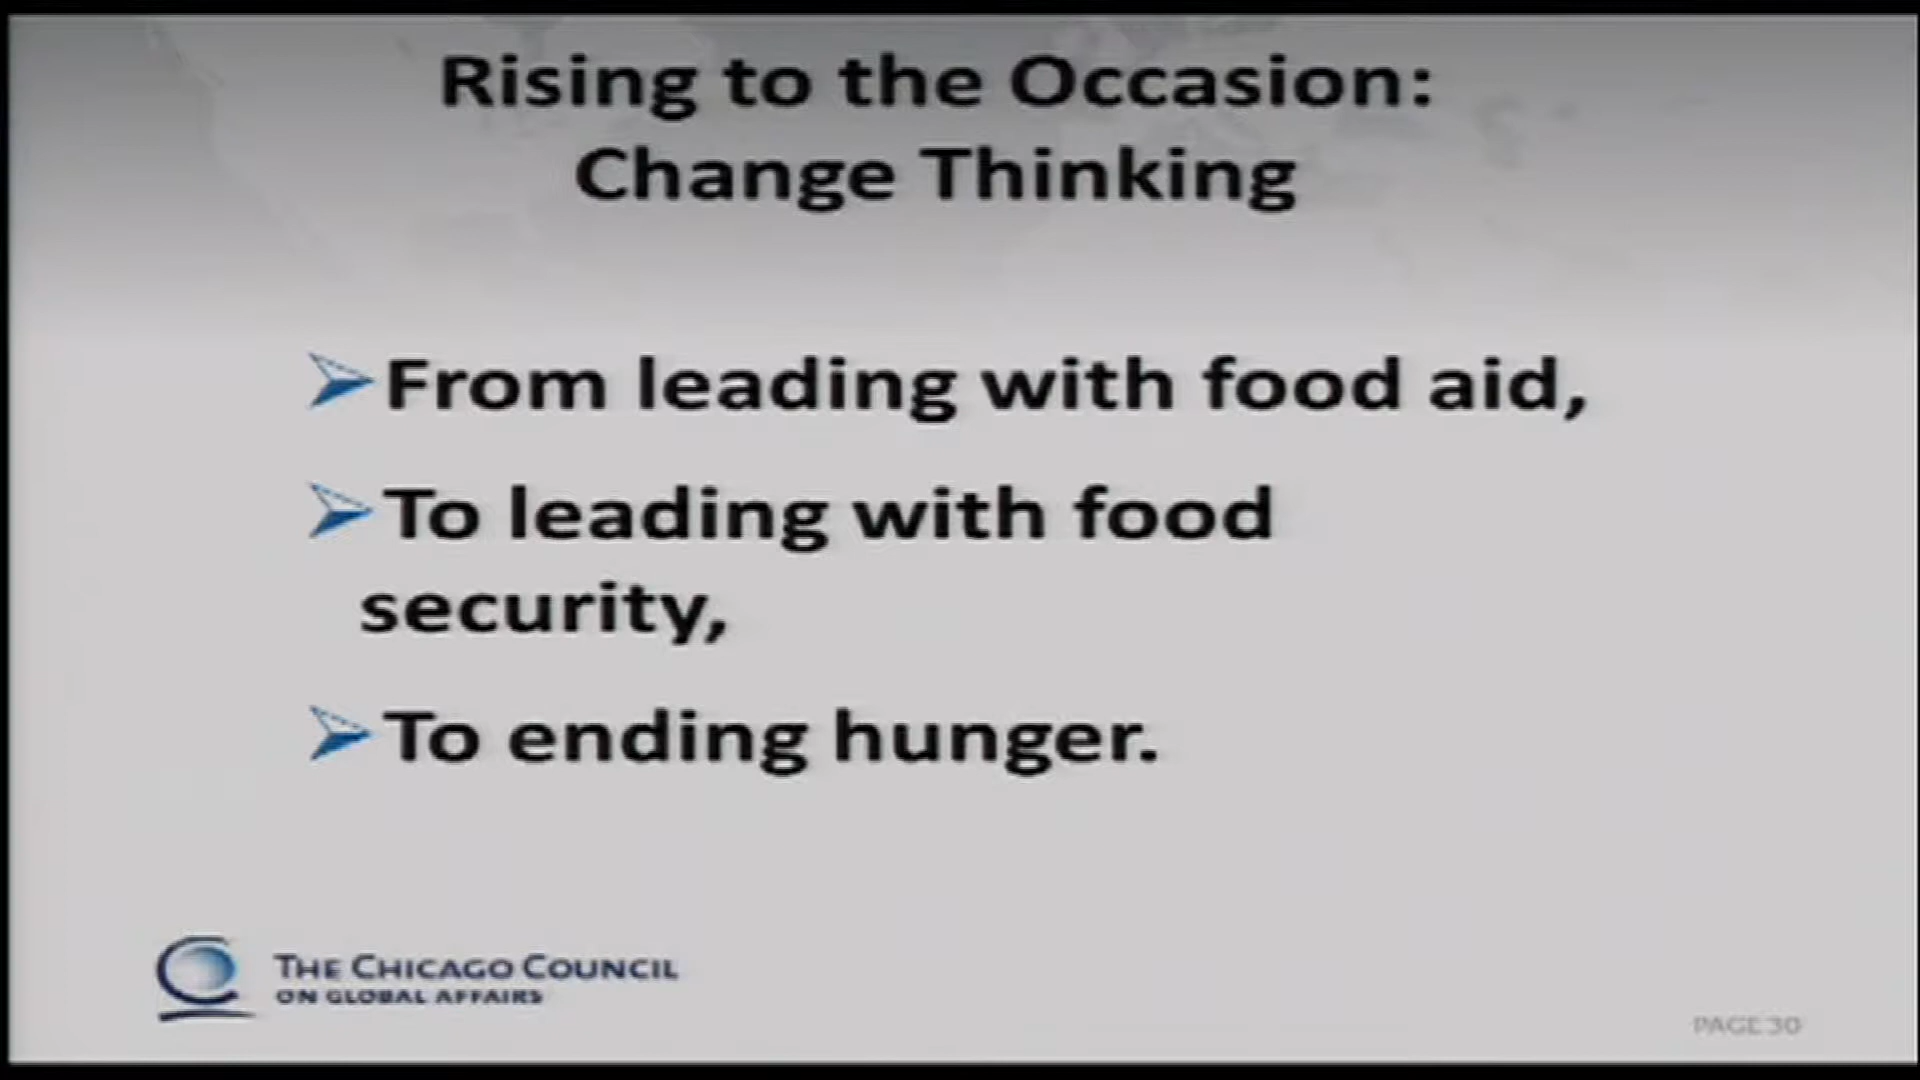 Rising to the Occasion:
Change Thinking
From leading with food aid,
To leading with food
security,
To ending hunger.
THE CHICAGO COUNCIL
ON GLOBAL AFFAIRS
PAGE 30